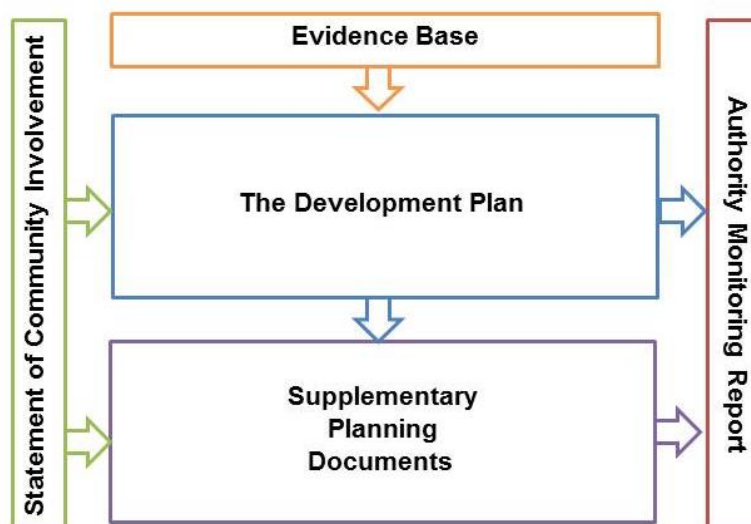 Statement of Community Involvement
Evidence Base
The Development Plan
Supplementary
Planning
Documents
Authority Monitoring Report